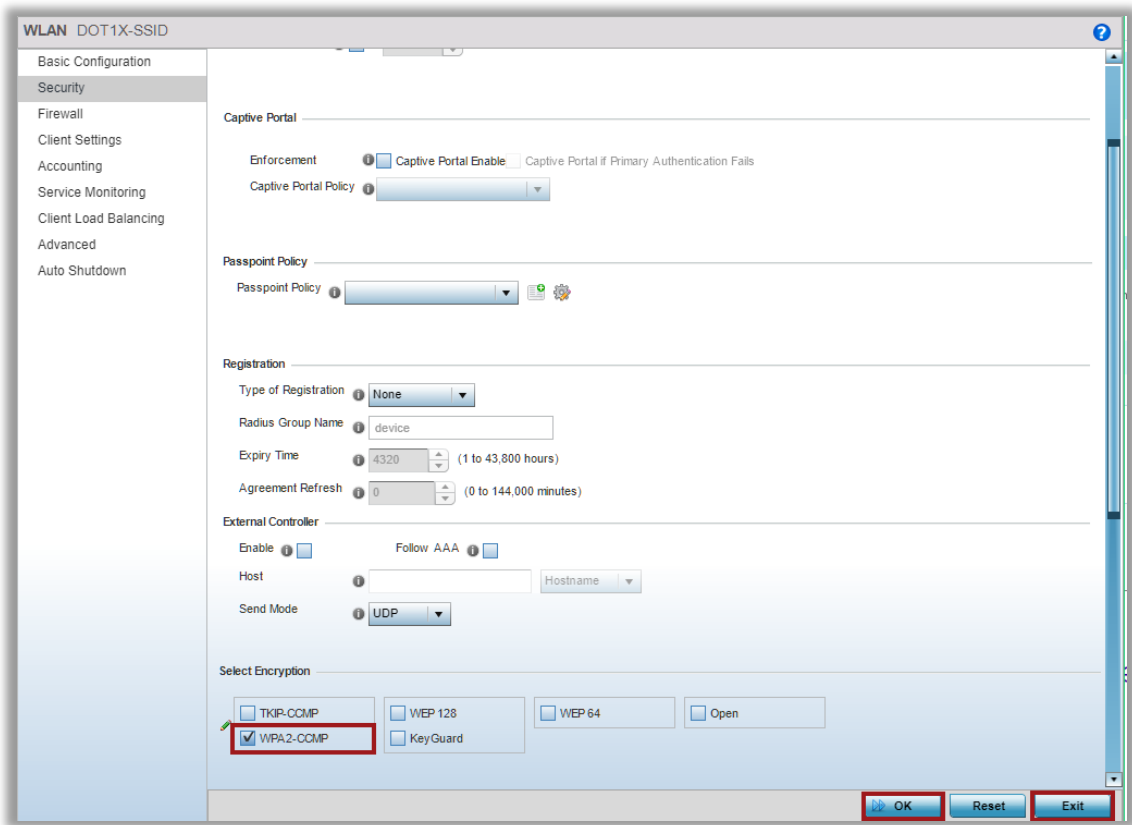 WLAN DOT1X-SSID
?
Basic Configuration
Security
Firewall
Client Settings
Accounting
Service Monitoring
Client Load Balancing
Advanced
Auto Shutdown
Captive Portal
Enforcement Captive Portal Enable Captive Portal if Primary Authentication Fails
Captive Portal Policy
Passpoint Policy
Passpoint Policy
Registration
Type of Registration None
Radius Group Name device
Expiry Time 4320 (1 to 43,800 hours)
Agreement Refresh 0 (0 to 144,000 minutes)
External Controller
Enable Follow AAA
Host Hostname
Send Mode UDP
Select Encryption
TKIP-CCMP WEP 128 WEP 64 Open
WPA2-CCMP KeyGuard
OK Reset Exit